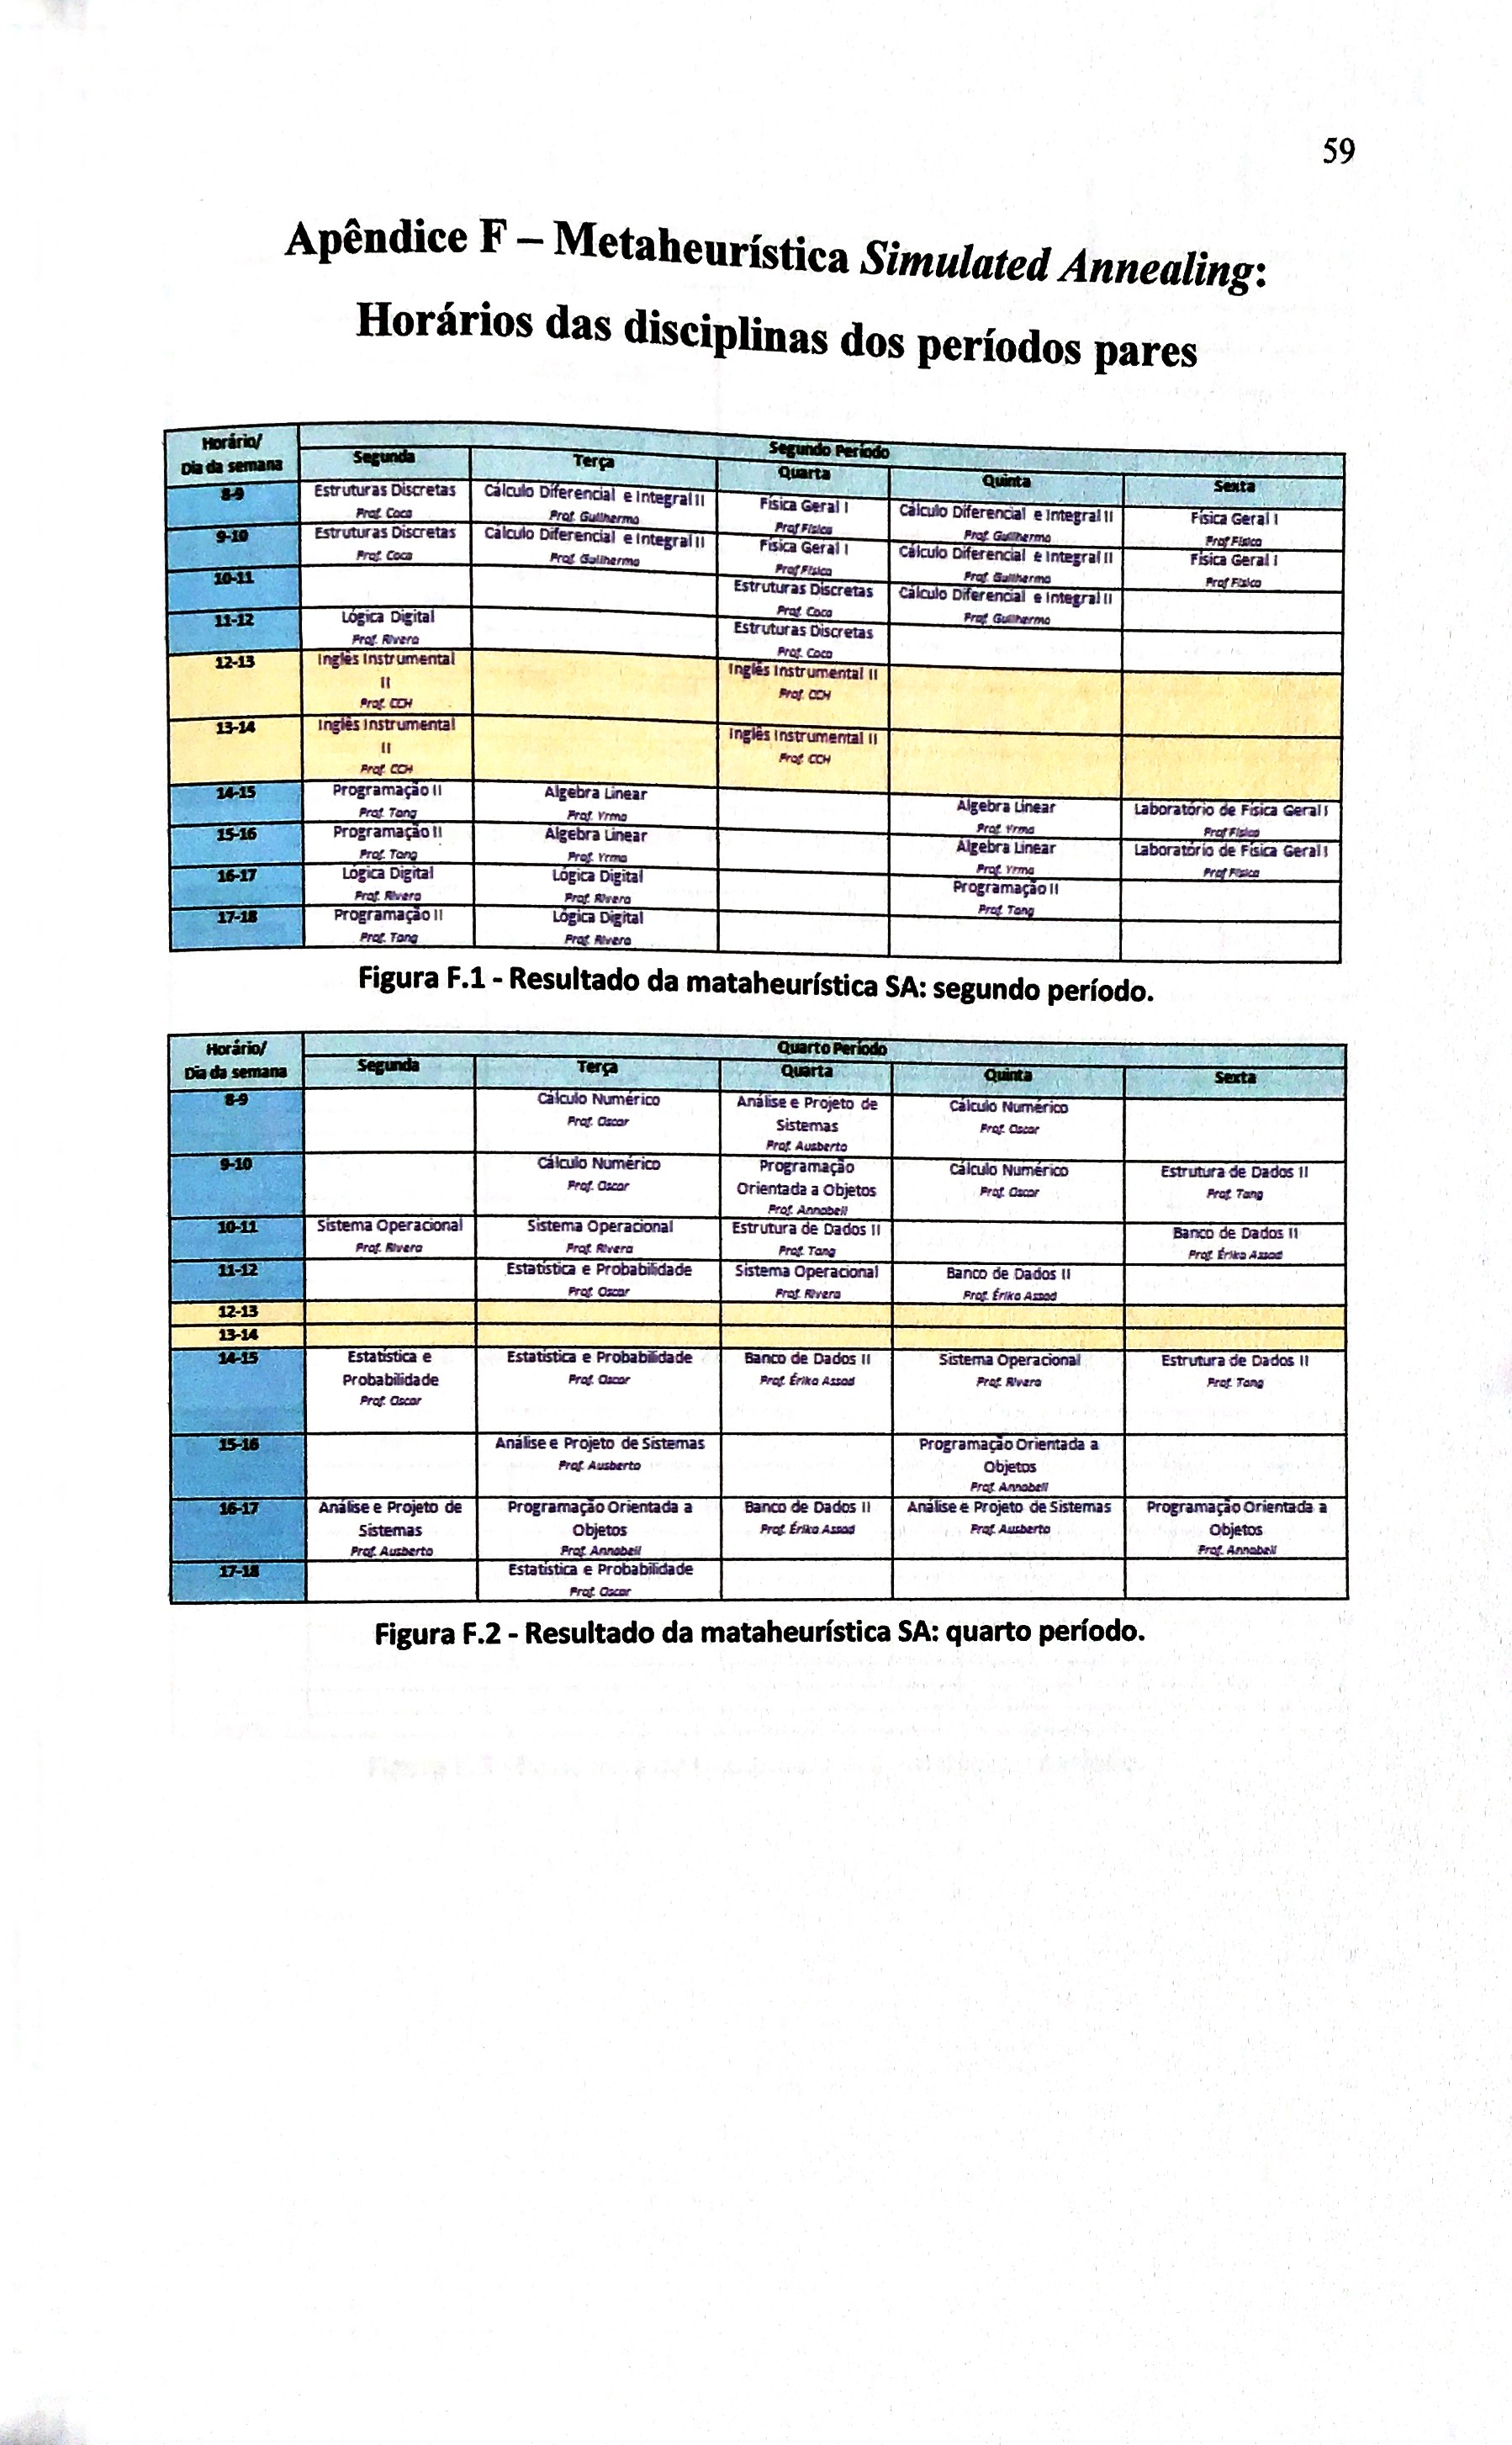 59
Apêndice F – Metaheurística Simulated Annealing:
Horários das disciplinas dos períodos pares
Horário/ Segundo Período
Dia da semana Segunda Terça Quarta Quinta Sexta
8-9 Estruturas Discretas Cálculo Diferencial e Integral II Física Geral I Cálculo Diferencial e Integral II Física Geral I
Prof. Coca Prof. Guilherme Prof Física Prof. Guilherme Prof Física
9-10 Estruturas Discretas Cálculo Diferencial e Integral II Física Geral I Cálculo Diferencial e Integral II Física Geral I
Prof. Coca Prof. Guilherme Prof Física Prof. Guilherme Prof Física
10-11 Estruturas Discretas Cálculo Diferencial e Integral II
Prof. Coca Prof. Guilherme
11-12 Lógica Digital Estruturas Discretas
Prof. Rivera Prof. Coca
12-13 Inglês Instrumental Inglês Instrumental II
II Prof. CCH
Prof. CCH
13-14 Inglês Instrumental Inglês Instrumental II
II Prof. CCH
Prof. CCH
14-15 Programação II Algebra Linear Algebra Linear Laboratório de Física Geral I
Prof. Tang Prof. Yrma Prof. Yrma Prof Física
15-16 Programação II Algebra Linear Algebra Linear Laboratório de Física Geral I
Prof. Tang Prof. Yrma Prof. Yrma Prof Física
16-17 Lógica Digital Lógica Digital Programação II
Prof. Rivera Prof. Rivera Prof. Tang
17-18 Programação II Lógica Digital
Prof. Tang Prof. Rivera
Figura F.1 - Resultado da mataheurística SA: segundo período.
Horário/ Quarto Período
Dia da semana Segunda Terça Quarta Quinta Sexta
8-9 Cálculo Numérico Análise e Projeto de Cálculo Numérico
Prof. Oscar Sistemas Prof. Oscar
Prof. Ausberto
9-10 Cálculo Numérico Programação Cálculo Numérico Estrutura de Dados II
Prof. Oscar Orientada a Objetos Prof. Oscar Prof. Tang
Prof. Annabell
10-11 Sistema Operacional Sistema Operacional Estrutura de Dados II Banco de Dados II
Prof. Rivera Prof. Rivera Prof. Tang Prof. Érika Assad
11-12 Estatística e Probabilidade Sistema Operacional Banco de Dados II
Prof. Oscar Prof. Rivera Prof. Érika Assad
12-13
13-14
14-15 Estatística e Estatística e Probabilidade Banco de Dados II Sistema Operacional Estrutura de Dados II
Probabilidade Prof. Oscar Prof. Érika Assad Prof. Rivera Prof. Tang
Prof. Oscar
15-16 Análise e Projeto de Sistemas Programação Orientada a
Prof. Ausberto Objetos
Prof. Annabell
16-17 Análise e Projeto de Programação Orientada a Banco de Dados II Análise e Projeto de Sistemas Programação Orientada a
Sistemas Objetos Prof. Érika Assad Prof. Ausberto Objetos
Prof. Ausberto Prof. Annabell Prof. Annabell
17-18 Estatística e Probabilidade
Prof. Oscar
Figura F.2 - Resultado da mataheurística SA: quarto período.